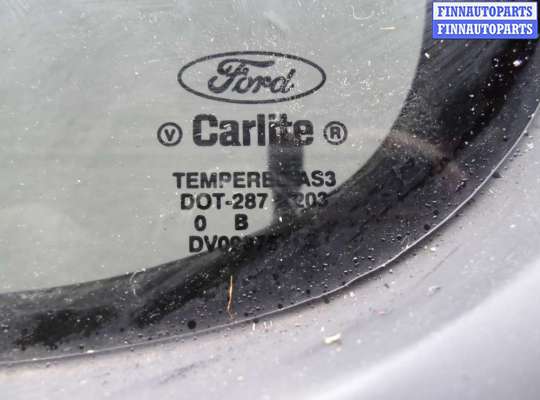 FINNAUTOPARTS
FINNAUTOPARTS
Ford
V Carlite R
TEMPERED AS3
DOT-287
0 B